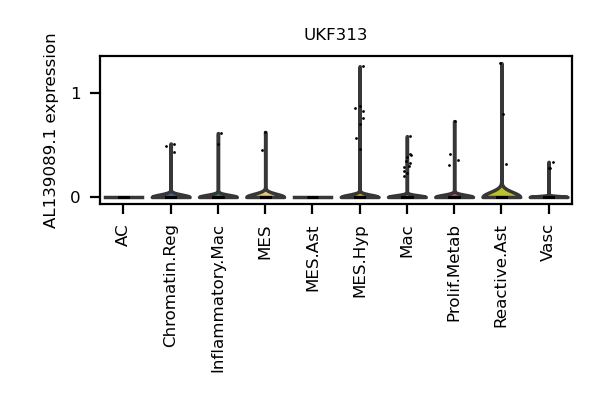 UKF313
AL139089.1 expression
1
0
AC
Chromatin.Reg
Inflammatory.Mac
MES
MES.Ast
MES.Hyp
Mac
Prolif.Metab
Reactive.Ast
Vasc